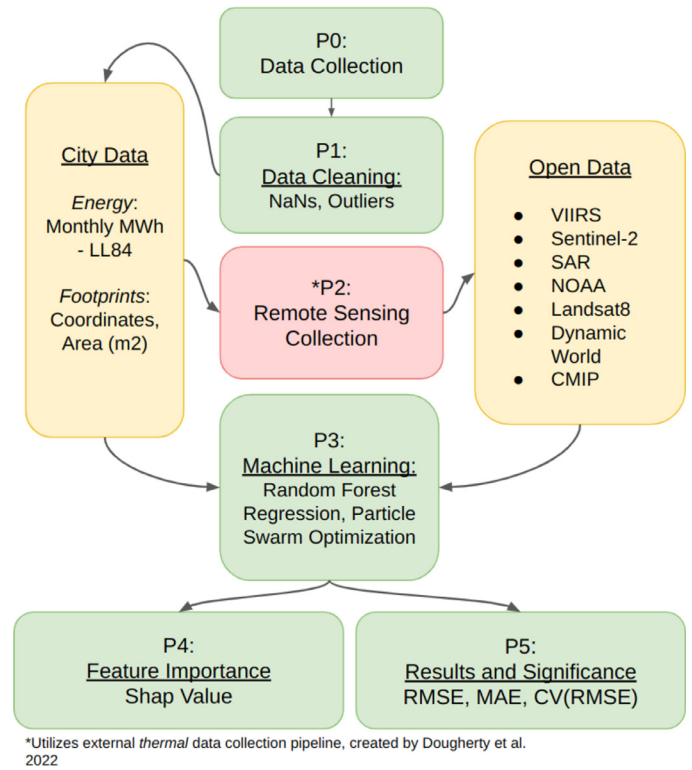 P0:
Data Collection
P1:
Data Cleaning:
NaNs, Outliers
City Data
Energy:
Monthly MWh
- LL84
Footprints:
Coordinates,
Area (m2)
*P2:
Remote Sensing
Collection
Open Data
● VIIRS
● Sentinel-2
● SAR
● NOAA
● Landsat8
● Dynamic
World
● CMIP
P3:
Machine Learning:
Random Forest
Regression, Particle
Swarm Optimization
P4:
Feature Importance
Shap Value
P5:
Results and Significance
RMSE, MAE, CV(RMSE)
*Utilizes external thermal data collection pipeline, created by Dougherty et al.
2022